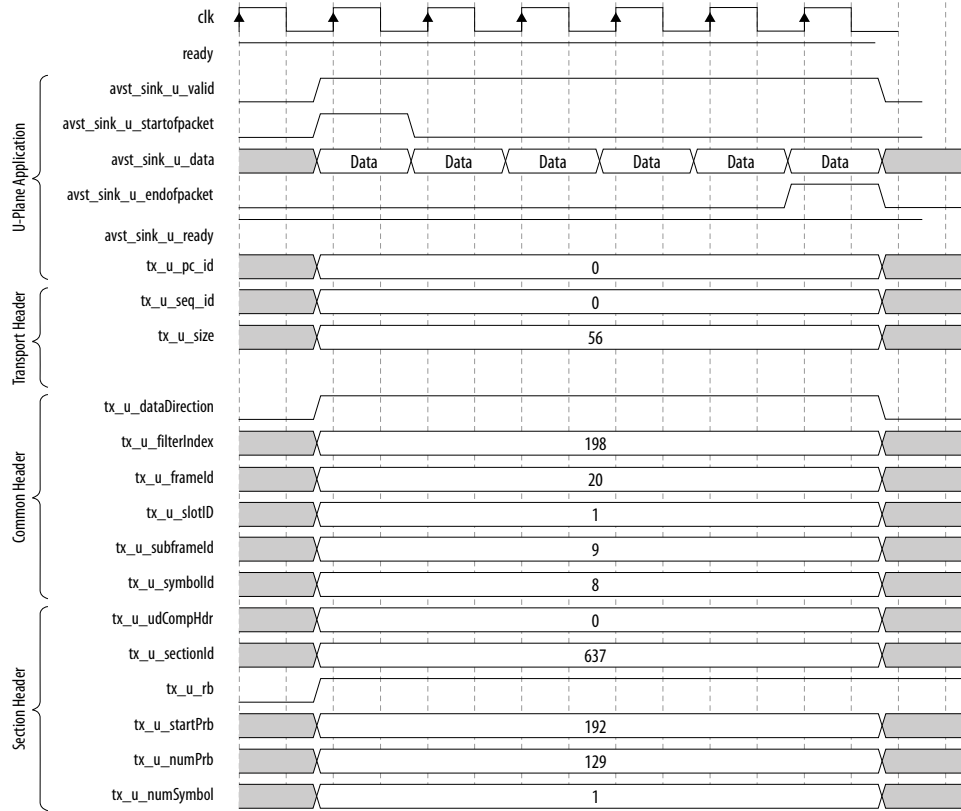 clk
ready
U-Plane Application
avst_sink_u_valid
avst_sink_u_startofpacket
avst_sink_u_data Data Data Data Data Data Data
avst_sink_u_endofpacket
avst_sink_u_ready
tx_u_pc_id 0
Transport Header
tx_u_seq_id 0
tx_u_size 56
Common Header
tx_u_dataDirection
tx_u_filterIndex 198
tx_u_frameId 20
tx_u_slotID 1
tx_u_subframeId 9
tx_u_symbolId 8
Section Header
tx_u_udCompHdr 0
tx_u_sectionId 637
tx_u_rb
tx_u_startPrb 192
tx_u_numPrb 129
tx_u_numSymbol 1